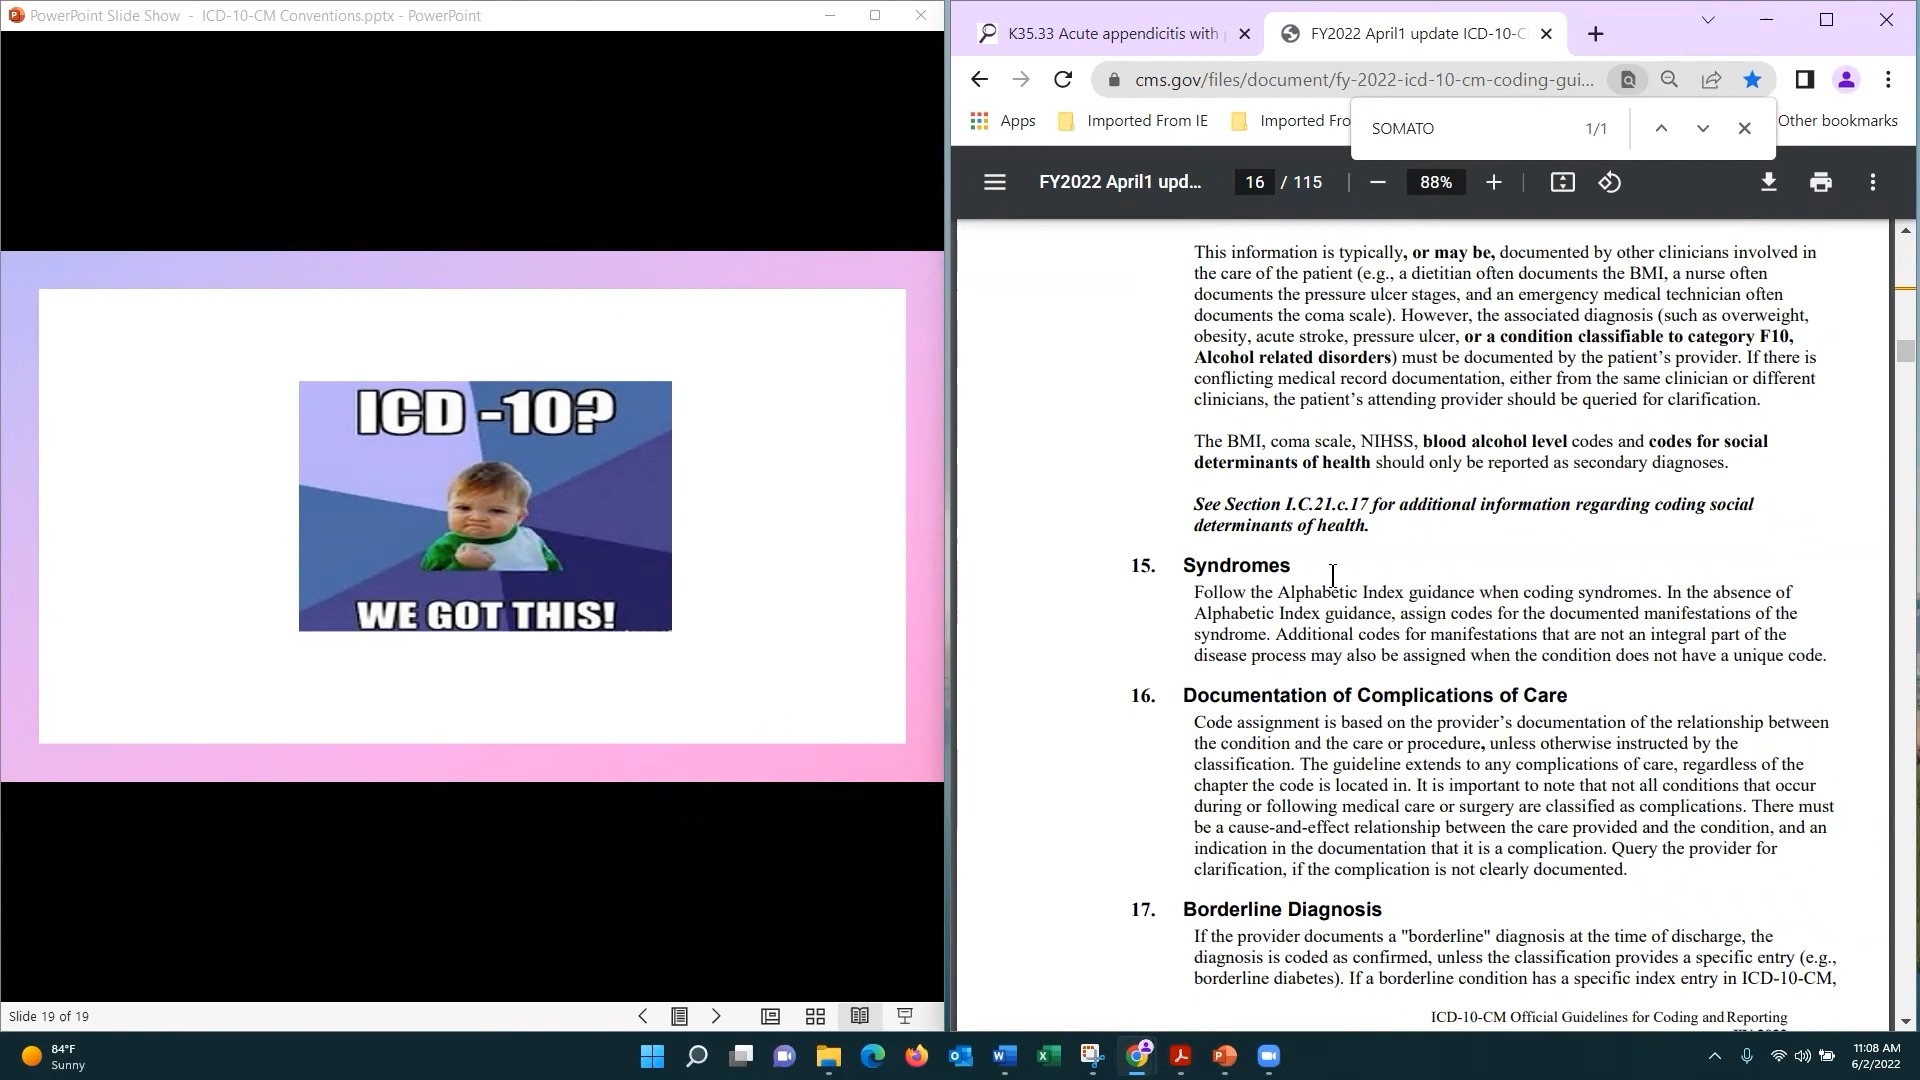 PowerPoint Slide Show - ICD-10-CM Conventions.pptx - PowerPoint
ICD -10?
WE GOT THIS!
Slide 19 of 19
K35.33 Acute appendicitis with
FY2022 April1 update ICD-10-C
cms.gov/files/document/fy-2022-icd-10-cm-coding-gui...
Apps
Imported From IE
Imported Fro
Other bookmarks
SOMATO
1/1
FY2022 April1 upd...
16 / 115
88%
This information is typically, or may be, documented by other clinicians involved in
the care of the patient (e.g., a dietitian often documents the BMI, a nurse often
documents the pressure ulcer stages, and an emergency medical technician often
documents the coma scale). However, the associated diagnosis (such as overweight,
obesity, acute stroke, pressure ulcer, or a condition classifiable to category F10,
Alcohol related disorders) must be documented by the patient’s provider. If there is
conflicting medical record documentation, either from the same clinician or different
clinicians, the patient’s attending provider should be queried for clarification.
The BMI, coma scale, NIHSS, blood alcohol level codes and codes for social
determinants of health should only be reported as secondary diagnoses.
See Section I.C.21.c.17 for additional information regarding coding social
determinants of health.
15. Syndromes
Follow the Alphabetic Index guidance when coding syndromes. In the absence of
Alphabetic Index guidance, assign codes for the documented manifestations of the
syndrome. Additional codes for manifestations that are not an integral part of the
disease process may also be assigned when the condition does not have a unique code.
16. Documentation of Complications of Care
Code assignment is based on the provider’s documentation of the relationship between
the condition and the care or procedure, unless otherwise instructed by the
classification. The guideline extends to any complications of care, regardless of the
chapter the code is located in. It is important to note that not all conditions that occur
during or following medical care or surgery are classified as complications. There must
be a cause-and-effect relationship between the care provided and the condition, and an
indication in the documentation that it is a complication. Query the provider for
clarification, if the complication is not clearly documented.
17. Borderline Diagnosis
If the provider documents a "borderline" diagnosis at the time of discharge, the
diagnosis is coded as confirmed, unless the classification provides a specific entry (e.g.,
borderline diabetes). If a borderline condition has a specific index entry in ICD-10-CM,
ICD-10-CM Official Guidelines for Coding and Reporting
84°F
Sunny
11:08 AM
6/2/2022